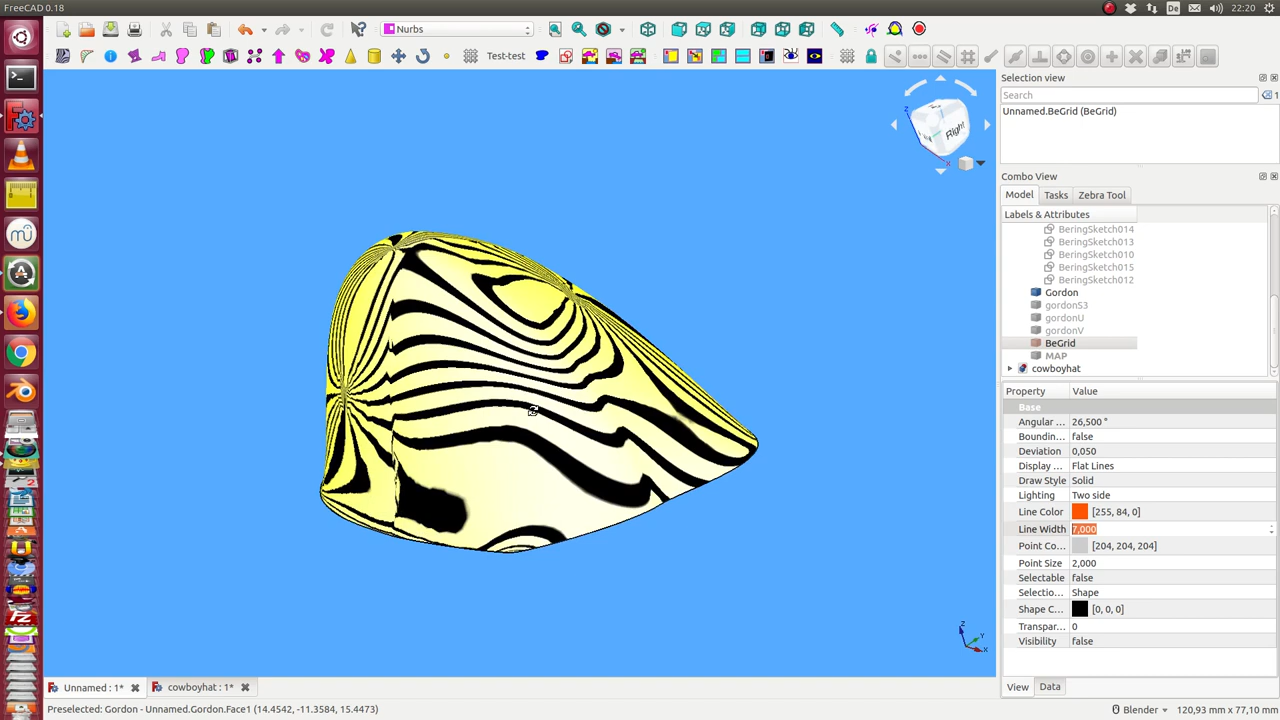 FreeCAD 0.18
De
22:20
Nurbs
Test-test
Right
Z
X
Z
Y
X
Selection view
Search
1
Unnamed.BeGrid (BeGrid)
Combo View
Model
Tasks
Zebra Tool
Labels & Attributes
BeringSketch014
BeringSketch013
BeringSketch010
BeringSketch015
BeringSketch012
Gordon
gordonS3
gordonU
gordonV
BeGrid
MAP
cowboyhat
Property Value
Base
Angular ... 26,500 °
Boundin... false
Deviation 0,050
Display ... Flat Lines
Draw Style Solid
Lighting Two side
Line Color [255, 84, 0]
Line Width 7,000
Point Co... [204, 204, 204]
Point Size 2,000
Selectable false
Selectio... Shape
Shape C... [0, 0, 0]
Transpar... 0
Visibility false
View Data
Unnamed : 1*
cowboyhat : 1*
Preselected: Gordon - Unnamed.Gordon.Face1 (14.4542, -11.3584, 15.4473)
Blender
120,93 mm x 77,10 mm